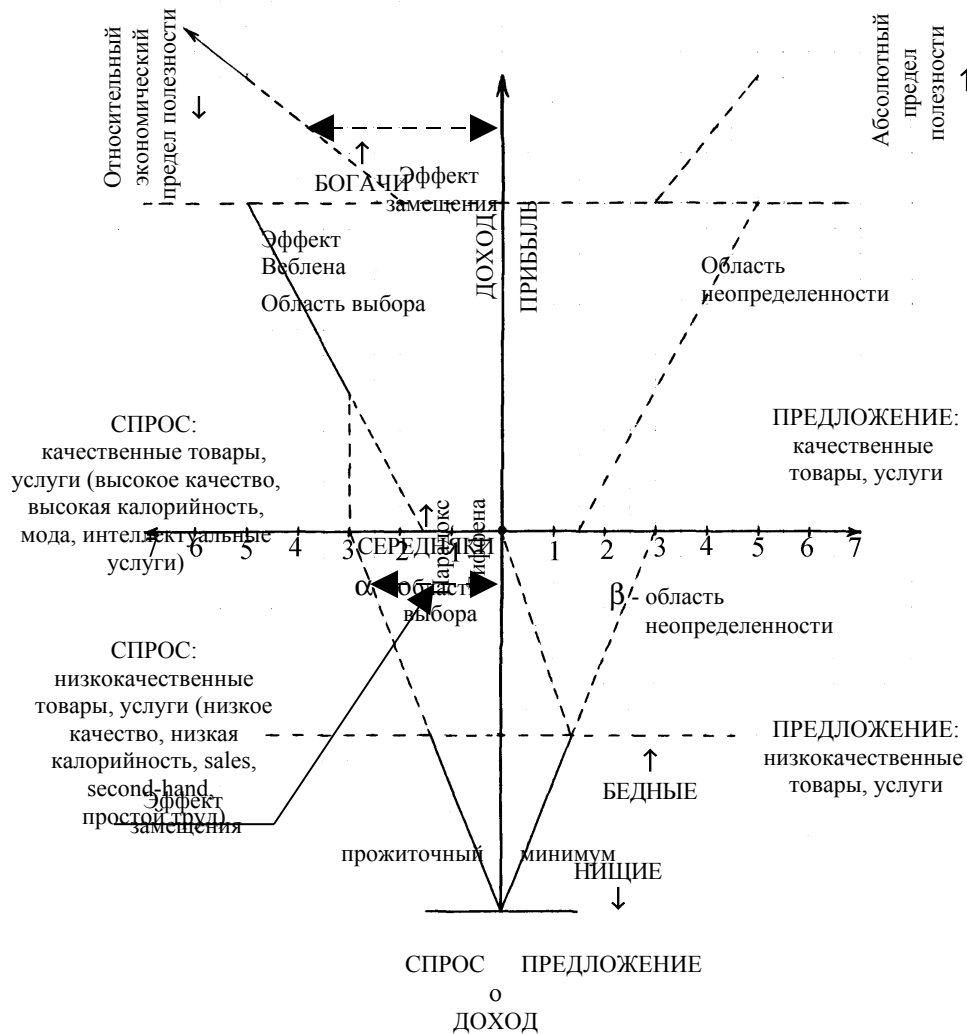 Относительный
экономический
предел полезности
↓
Абсолютный
предел
полезности
↑
↑
БОГАЧИ
Эффект
замещения
ДОХОД
ПРИБЫЛЬ
Эффект
Веблена
Область выбора
Область
неопределенности
СПРОС:
качественные товары,
услуги (высокое качество,
высокая калорийность,
мода, интеллектуальные
услуги)
ПРЕДЛОЖЕНИЕ:
качественные
товары, услуги
7 6 5 4 3 2 1 1 2 3 4 5 6 7
↑
СЕРЕДНЯКИ
Парадокс
Гиффена
α - область
выбора
β - область
неопределенности
СПРОС:
низкокачественные
товары, услуги (низкое
качество, низкая
калорийность, sales,
second-hand,
простой труд)
Эффект
замещения
ПРЕДЛОЖЕНИЕ:
низкокачественные
товары, услуги
↑
БЕДНЫЕ
прожиточный минимум
НИЩИЕ
↓
СПРОС ПРЕДЛОЖЕНИЕ
о
ДОХОД